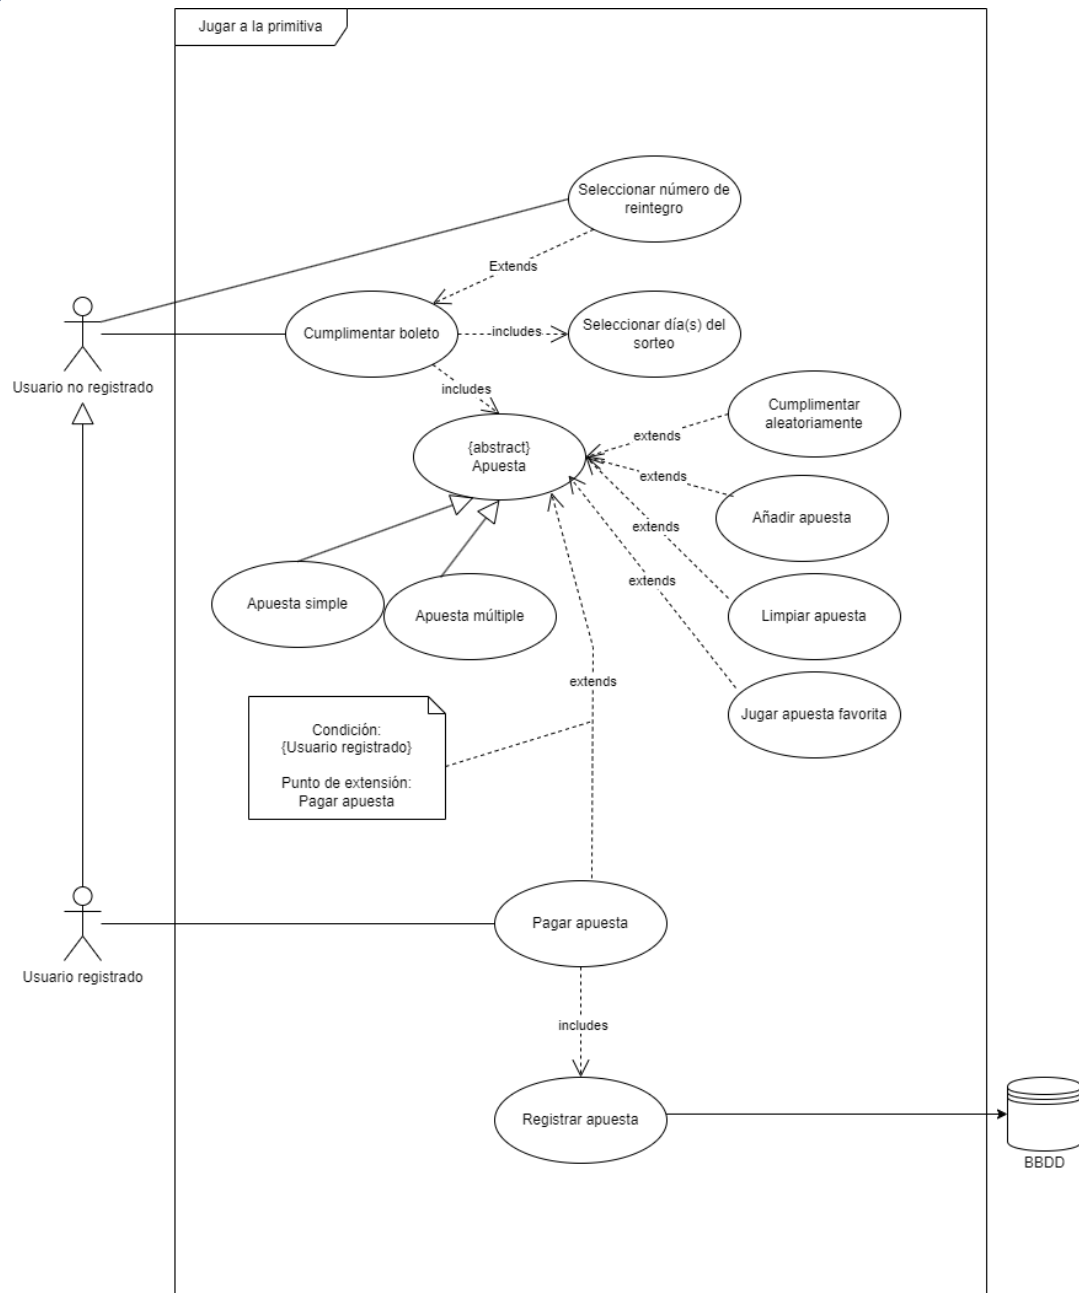 Jugar a la primitiva
Seleccionar número de
reintegro
Extends
Cumplimentar boleto
includes
Seleccionar día(s) del
sorteo
Usuario no registrado
includes
Cumplimentar
aleatoriamente
{abstract}
Apuesta
extends
extends
Añadir apuesta
extends
Apuesta simple
Apuesta múltiple
extends
Limpiar apuesta
extends
Jugar apuesta favorita
Condición:
{Usuario registrado}
Punto de extensión:
Pagar apuesta
Pagar apuesta
Usuario registrado
includes
Registrar apuesta
BBDD